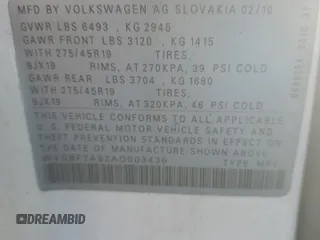 MFD BY VOLKSWAGEN AG SLOVAKIA 02/10
GVWR LBS 6493 , KG 2945
GAWR FRONT LBS 3120 , KG 1415
WITH 275/45R19 TIRES,
9JX19 RIMS, AT 270KPA, 39 PSI COLD
GAWR REAR LBS 3704 , KG 1680
WITH 275/45R19 TIRES,
9JX19 RIMS, AT 320KPA, 46 PSI COLD
THIS VEHICLE CONFORMS TO ALL APPLICABLE
U. S. FEDERAL MOTOR VEHICLE SAFETY AND
THEFT PREVENTION STANDARDS IN EFFECT ON
THE DATE OF MANUFACTURE SHOWN ABOVE.
TYPE MPV
DREAMBID